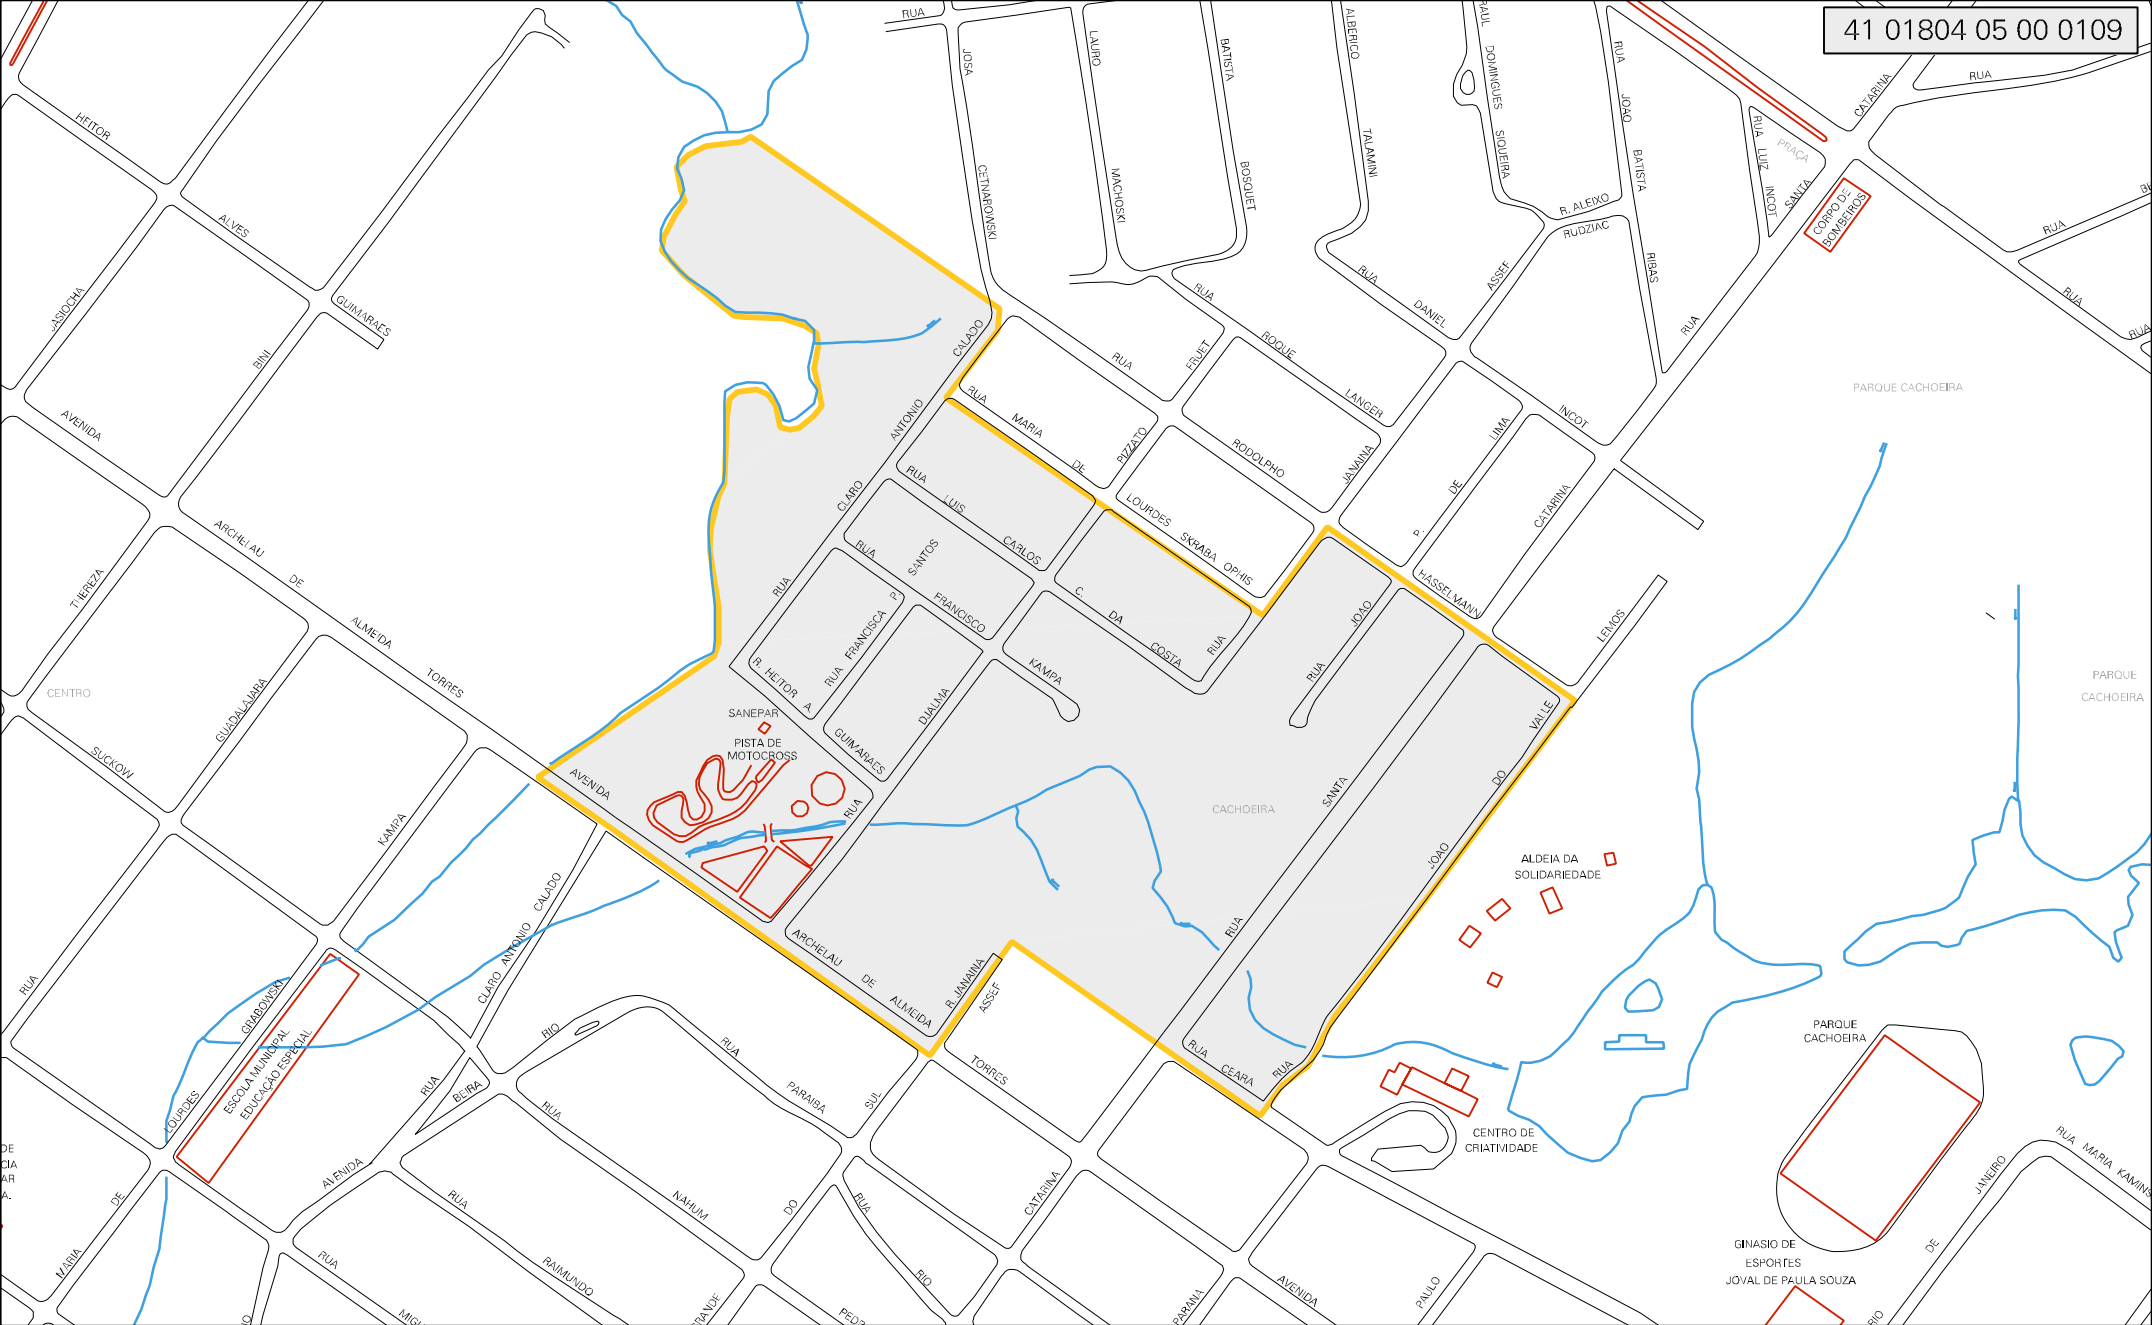 41 01804 05 00 0109
RUA
JOSA
CETNAROWSKI
LAURO
MACHOSKI
BATISTA
BOSQUET
ALBERICO
TALAMINI
RAUL
DOMINGUES
SIQUEIRA
RUA
JOAO
BATISTA
RIBAS
RUA
LUIZ
INCOT
PRAÇA
SANTA
CATARINA
RUA
CORPO DE
BOMBEIROS
RUA
RUA
RUA
R. ALEIXO
RUDZIAC
HEITOR
ALVES
GUIMARAES
JASIOCHA
BINI
AVENIDA
ARCHELAU
DE
ALMEIDA
TORRES
RUA
DANIEL
ASSEF
RUA
ROQUE
LANGER
INCOT
RUA
FRUET
PIZZATO
RODOLPHO
JANAINA
LIMA
DE
P.
CATARINA
HASSELMANN
LEMOS
RUA
PARQUE CACHOEIRA
PARQUE
CACHOEIRA
CALADO
ANTONIO
CLARO
RUA
RUA
MARIA
DE
LOURDES
SKRABA
OPHIS
RUA
LUIS
CARLOS
C.
DA
COSTA
RUA
RUA
SANTOS
FRANCISCO
KAMPA
P.
FRANCISCA
RUA
R. HEITOR
A.
GUIMARAES
DJALMA
RUA
JOAO
RUA
SANTA
RUA
VALLE
DO
JOAO
RUA
CACHOEIRA
SANEPAR
PISTA DE
MOTOCROSS
AVENIDA
ARCHELAU
DE
ALMEIDA
TORRES
R. JANAINA
ASSEF
RUA
CEARA
THEREZA
CENTRO
GUADALAJARA
SUCKOW
KAMPA
RUA
GRABOWSKI
LOURDES
DE
MARIA
ESCOLA MUNICIPAL
EDUCAÇÃO ESPECIAL
CALADO
ANTONIO
CLARO
RUA
RIO
BEIRA
AVENIDA
RUA
PARAIBA
SUL
DO
RUA
NAHUM
RUA
RAIMUNDO
RUA
RUA
RIO
CATARINA
PARANA
AVENIDA
PAULO
ALDEIA DA
SOLIDARIEDADE
CENTRO DE
CRIATIVIDADE
PARQUE
CACHOEIRA
GINASIO DE
ESPORTES
JOVAL DE PAULA SOUZA
JANEIRO
DE
RUA
MARIA